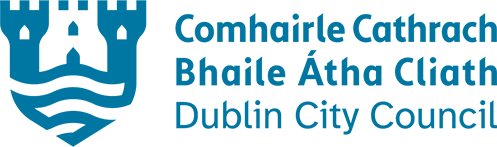 Comhairle Cathrach
Bhaile Átha Cliath
Dublin City Council